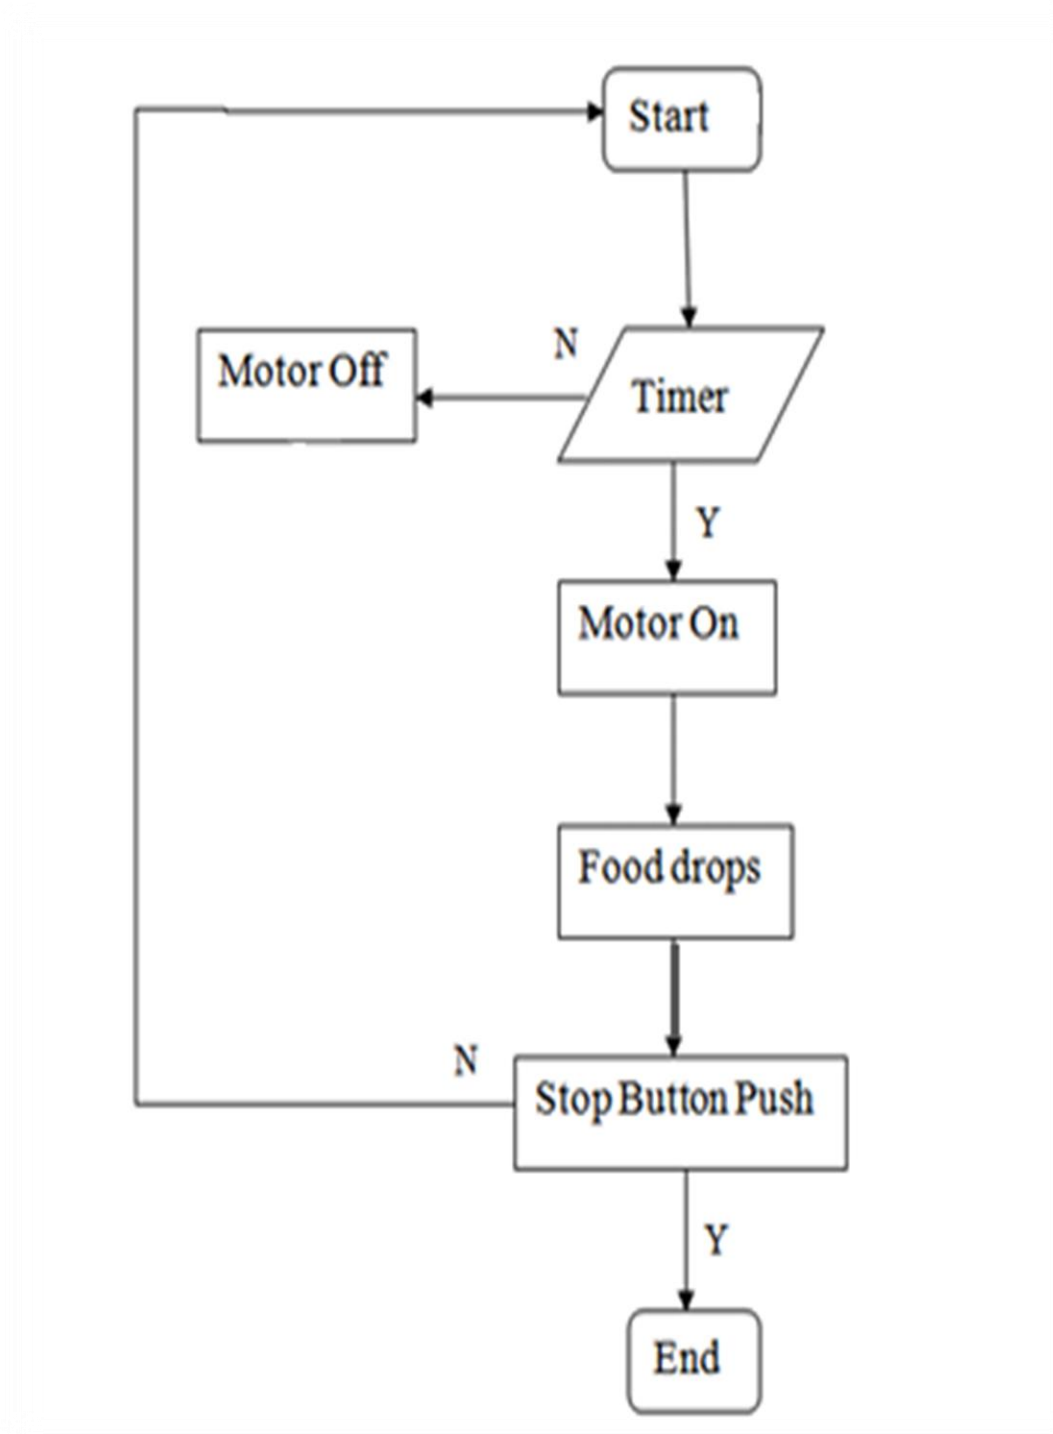 Start
N
Motor Off
Timer
Y
Motor On
Food drops
N
Stop Button Push
Y
End